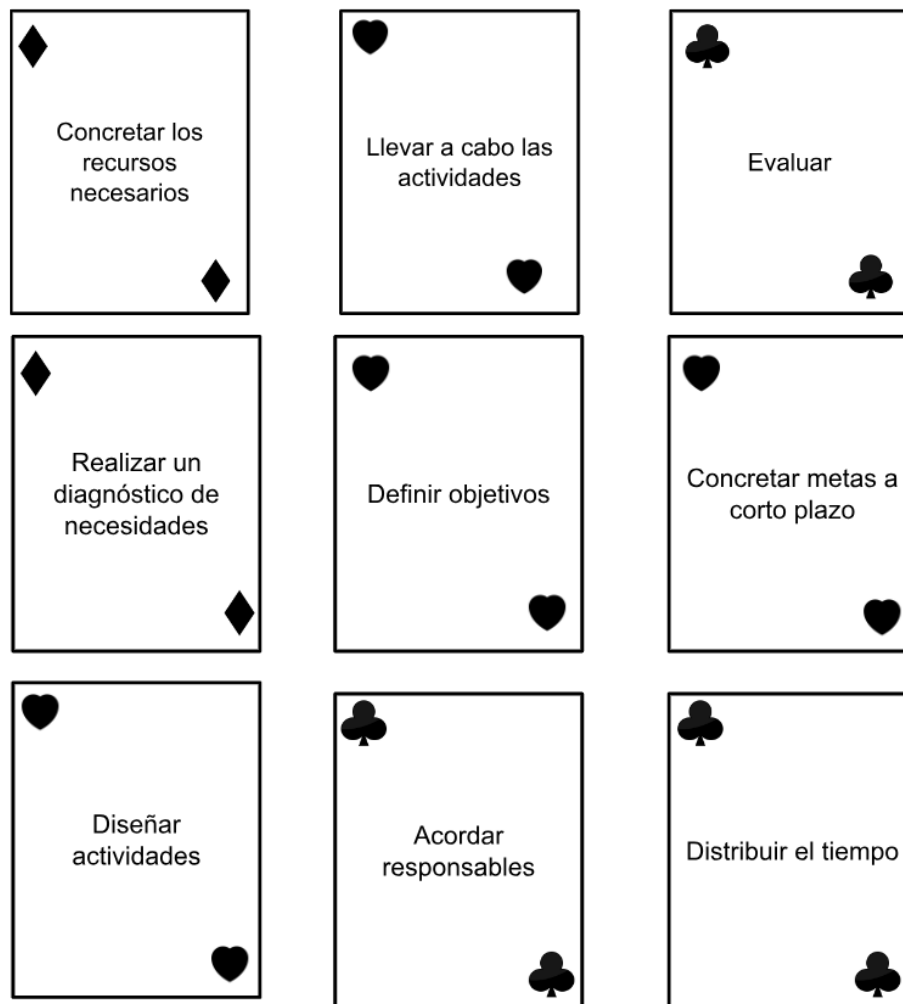 Concretar los
recursos
necesarios
Llevar a cabo las
actividades
Evaluar
Realizar un
diagnóstico de
necesidades
Definir objetivos
Concretar metas a
corto plazo
Diseñar
actividades
Acordar
responsables
Distribuir el tiempo